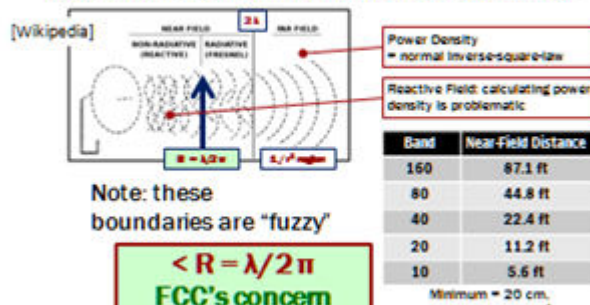 [Wikipedia]
2λ
NEAR FIELD
FAR FIELD
NON-RADIATIVE
(REACTIVE)
RADIATIVE
(FRESNEL)
R = λ/2π
1/r² region
Power Density
= normal inverse-square-law
Reactive Field: calculating power
density is problematic
Note: these
boundaries are “fuzzy”
< R = λ/2π
FCC's concern
Band Near-Field Distance
160 87.1 ft
80 44.8 ft
40 22.4 ft
20 11.2 ft
10 5.6 ft
Minimum = 20 cm.